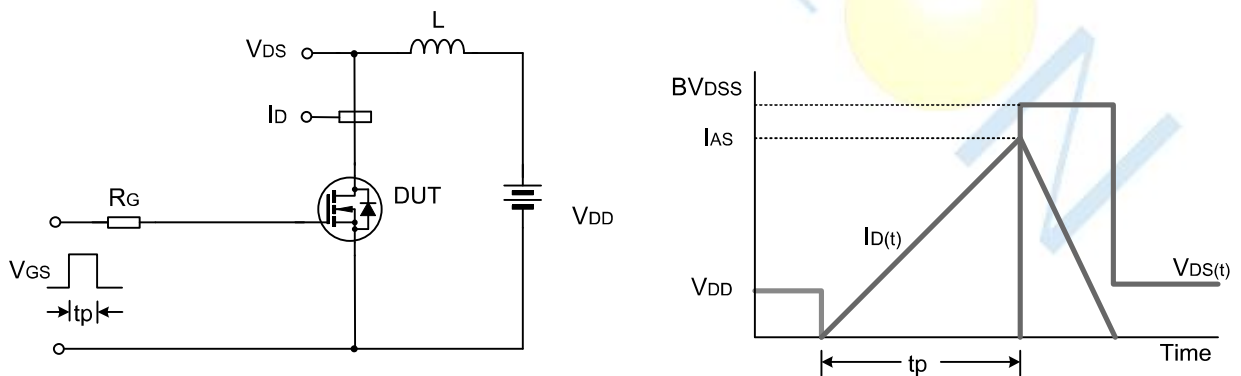 L
VDS
ID
RG
DUT
VDD
VGS
tp
BVDSS
IAS
ID(t)
VDD
VDS(t)
tp
Time